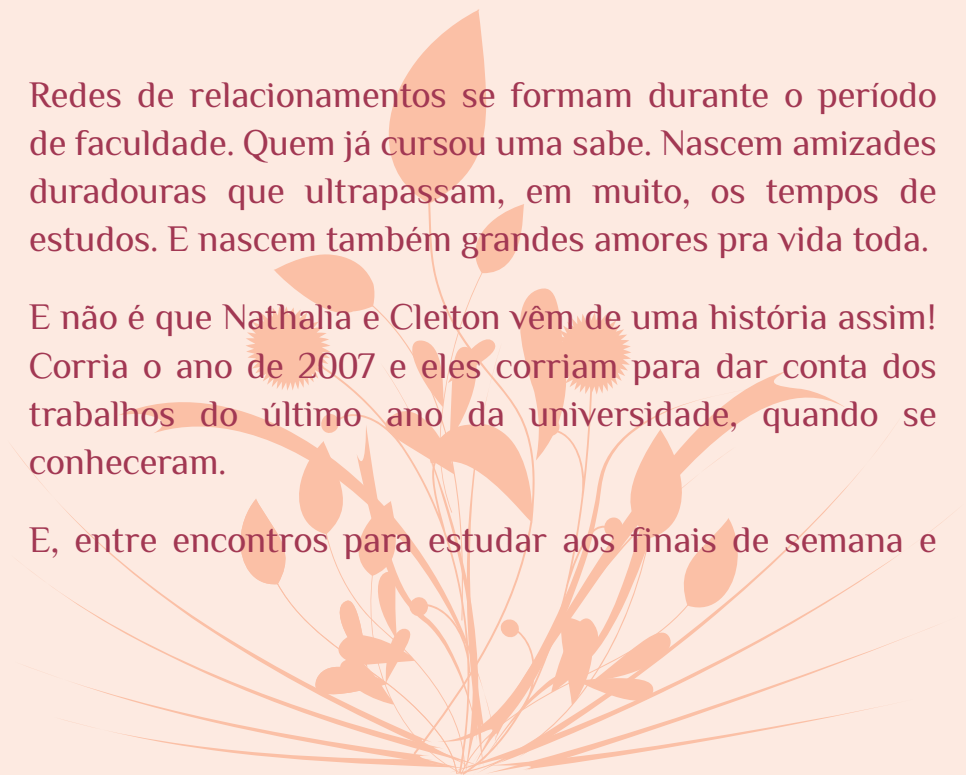 Redes de relacionamentos se formam durante o período
de faculdade. Quem já cursou uma sabe. Nascem amizades
duradouras que ultrapassam, em muito, os tempos de
estudos. E nascem também grandes amores pra vida toda.
E não é que Nathalia e Cleiton vêm de uma história assim!
Corria o ano de 2007 e eles corriam para dar conta dos
trabalhos do último ano da universidade, quando se
conheceram.
E, entre encontros para estudar aos finais de semana e